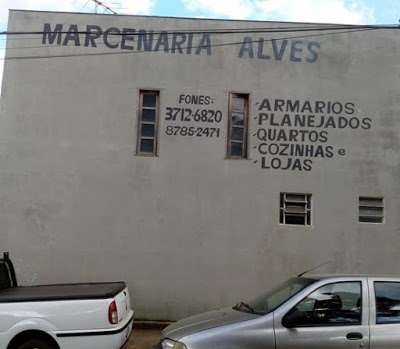 MARCENARIA ALVES
FONES:
3712-6820
8785-2471
-ARMARIOS
-PLANEJADOS
-QUARTOS
-COZINHAS e
-LOJAS